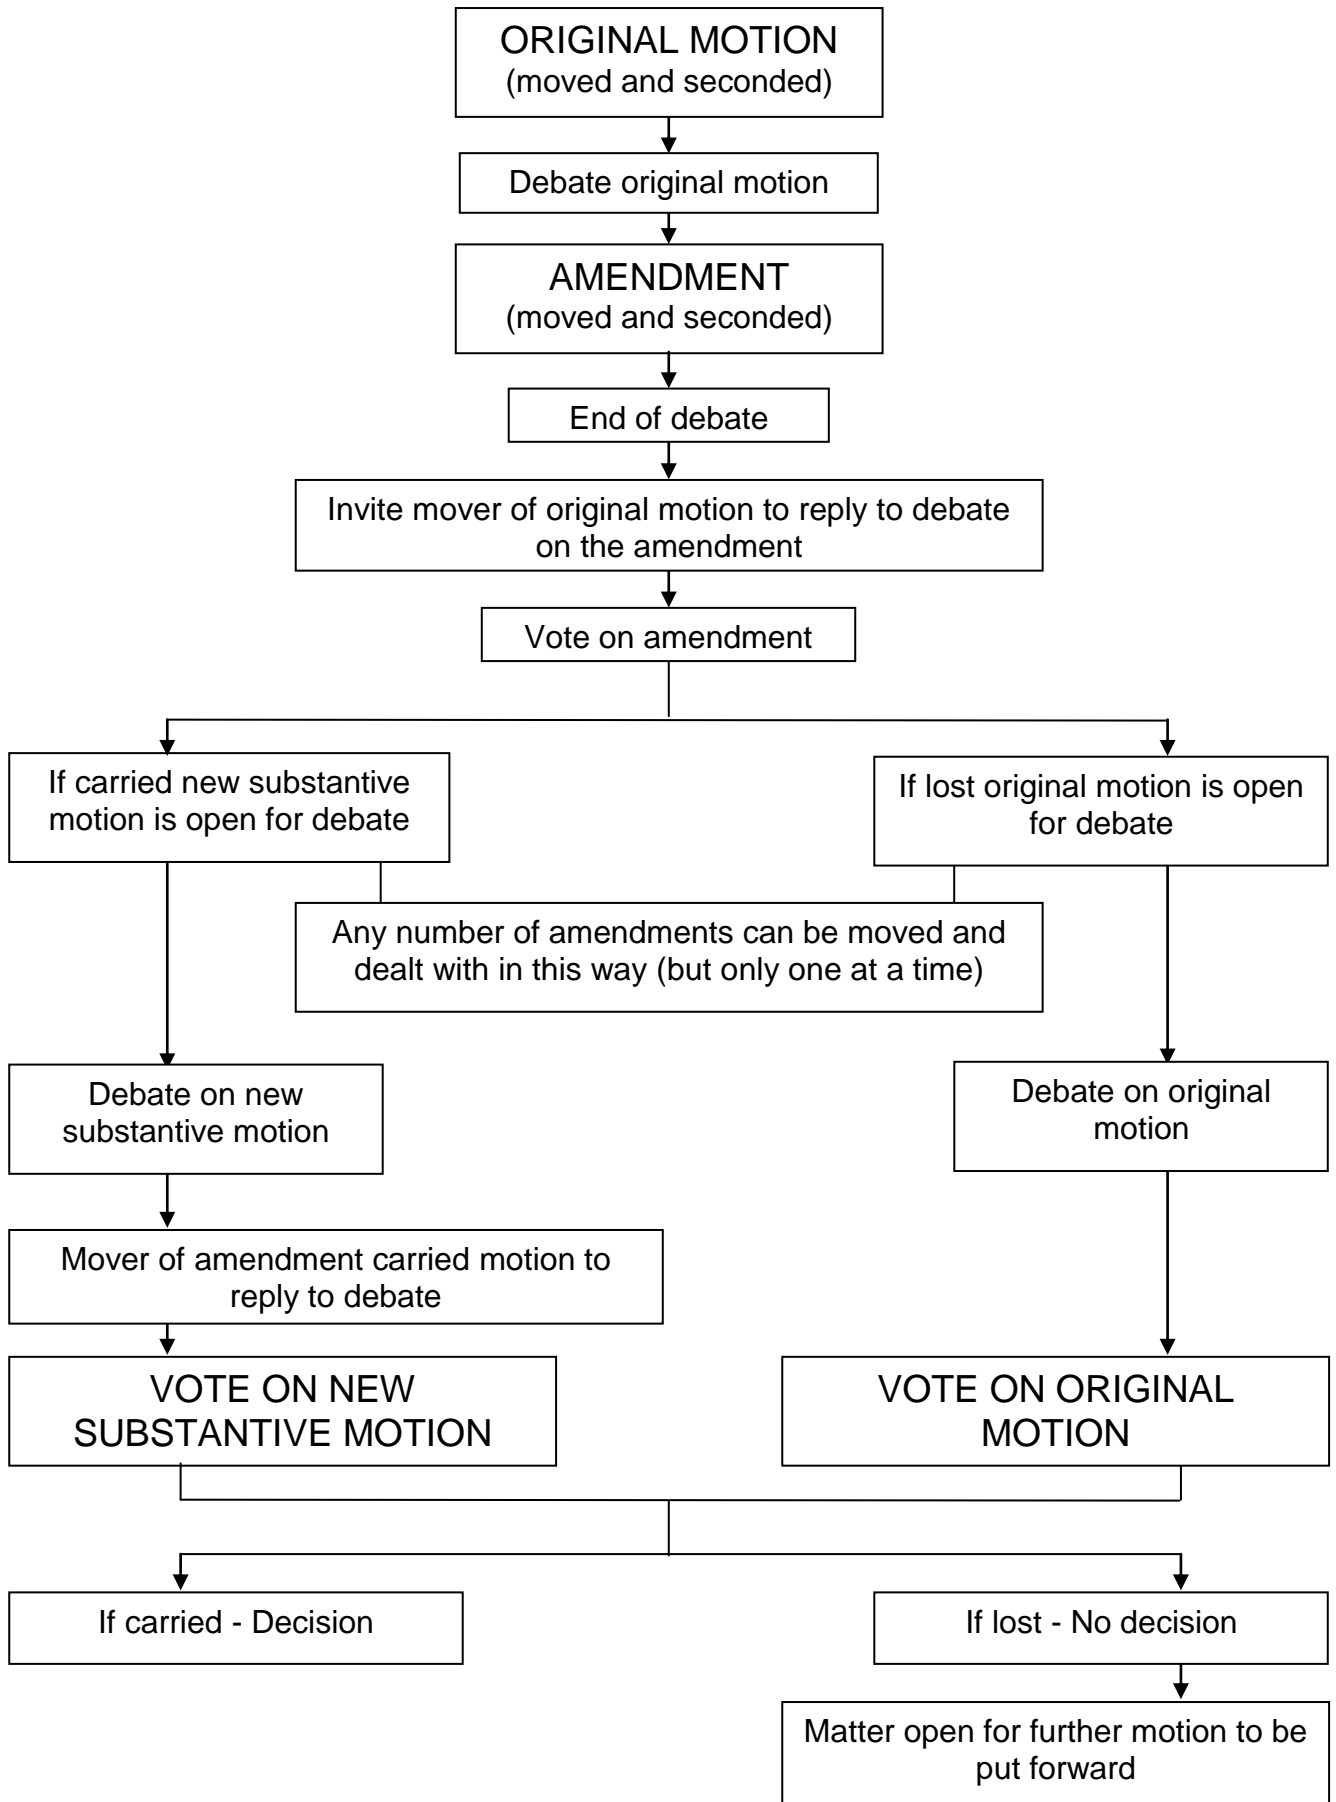 ORIGINAL MOTION
(moved and seconded)
Debate original motion
AMENDMENT
(moved and seconded)
End of debate
Invite mover of original motion to reply to debate
on the amendment
Vote on amendment
If carried new substantive
motion is open for debate
If lost original motion is open
for debate
Any number of amendments can be moved and
dealt with in this way (but only one at a time)
Debate on new
substantive motion
Debate on original
motion
Mover of amendment carried motion to
reply to debate
VOTE ON NEW
SUBSTANTIVE MOTION
VOTE ON ORIGINAL
MOTION
If carried - Decision
If lost - No decision
Matter open for further motion to be
put forward